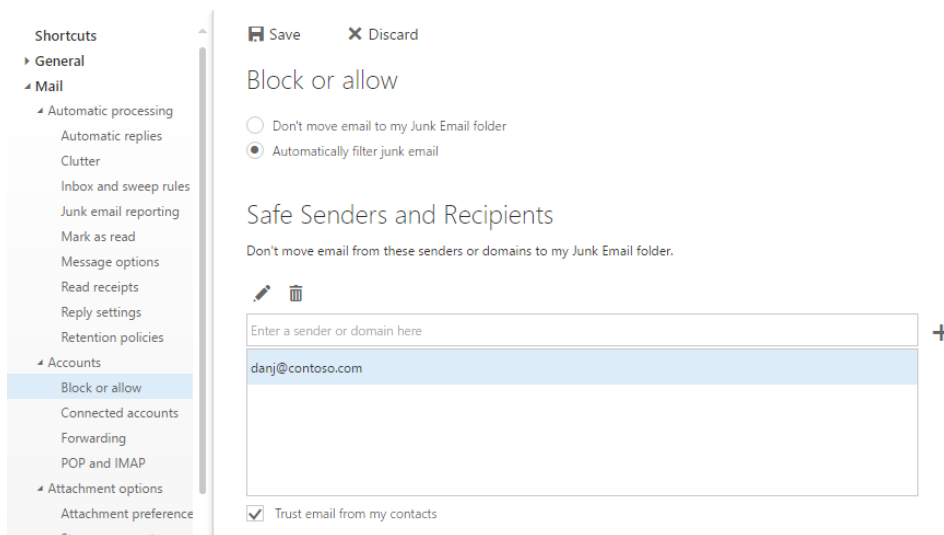 Shortcuts
General
Mail
Automatic processing
Automatic replies
Clutter
Inbox and sweep rules
Junk email reporting
Mark as read
Message options
Read receipts
Reply settings
Retention policies
Accounts
Block or allow
Connected accounts
Forwarding
POP and IMAP
Attachment options
Attachment preference
Save
Discard
Block or allow
Don't move email to my Junk Email folder
Automatically filter junk email
Safe Senders and Recipients
Don't move email from these senders or domains to my Junk Email folder.
Enter a sender or domain here
danj@contoso.com
Trust email from my contacts